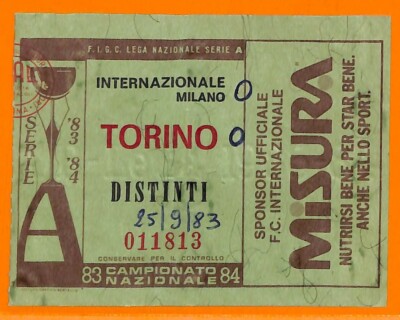 F.I.G.C. LEGA NAZIONALE SERIE A
INTERNAZIONALE
MILANO 0
TORINO 0
DISTINTI
25/9/83
011813
CONSERVARE PER IL CONTROLLO
83 CAMPIONATO 84
NAZIONALE
SERIE
A
'83
'84
SPONSOR UFFICIALE
F.C. INTERNAZIONALE
MiSURA
NUTRIRSI BENE PER STAR BENE.
ANCHE NELLO SPORT.